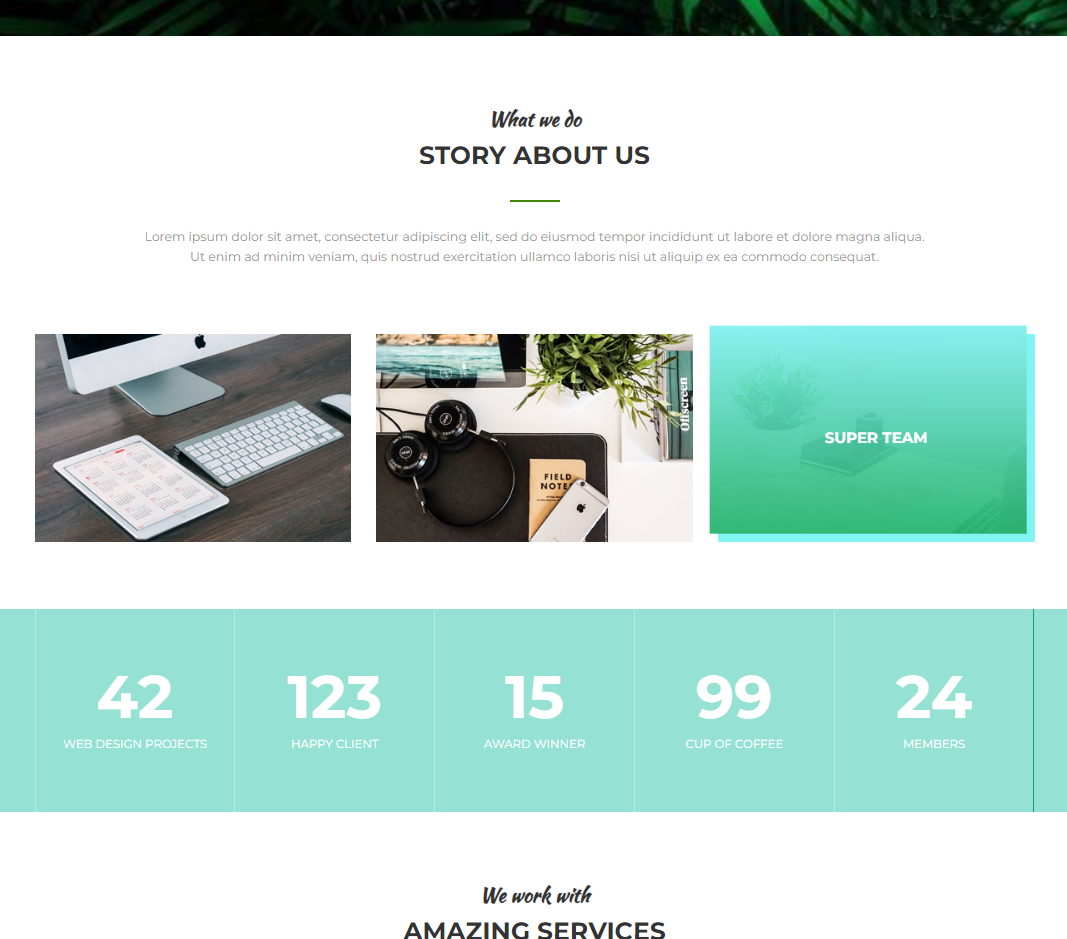 What we do
STORY ABOUT US
Lorem ipsum dolor sit amet, consectetur adipiscing elit, sed do eiusmod tempor incididunt ut labore et dolore magna aliqua.
Ut enim ad minim veniam, quis nostrud exercitation ullamco laboris nisi ut aliquip ex ea commodo consequat.
Offscreen
FIELD
NOTES
SUPER TEAM
42
WEB DESIGN PROJECTS
123
HAPPY CLIENT
15
AWARD WINNER
99
CUP OF COFFEE
24
MEMBERS
We work with
AMAZING SERVICES